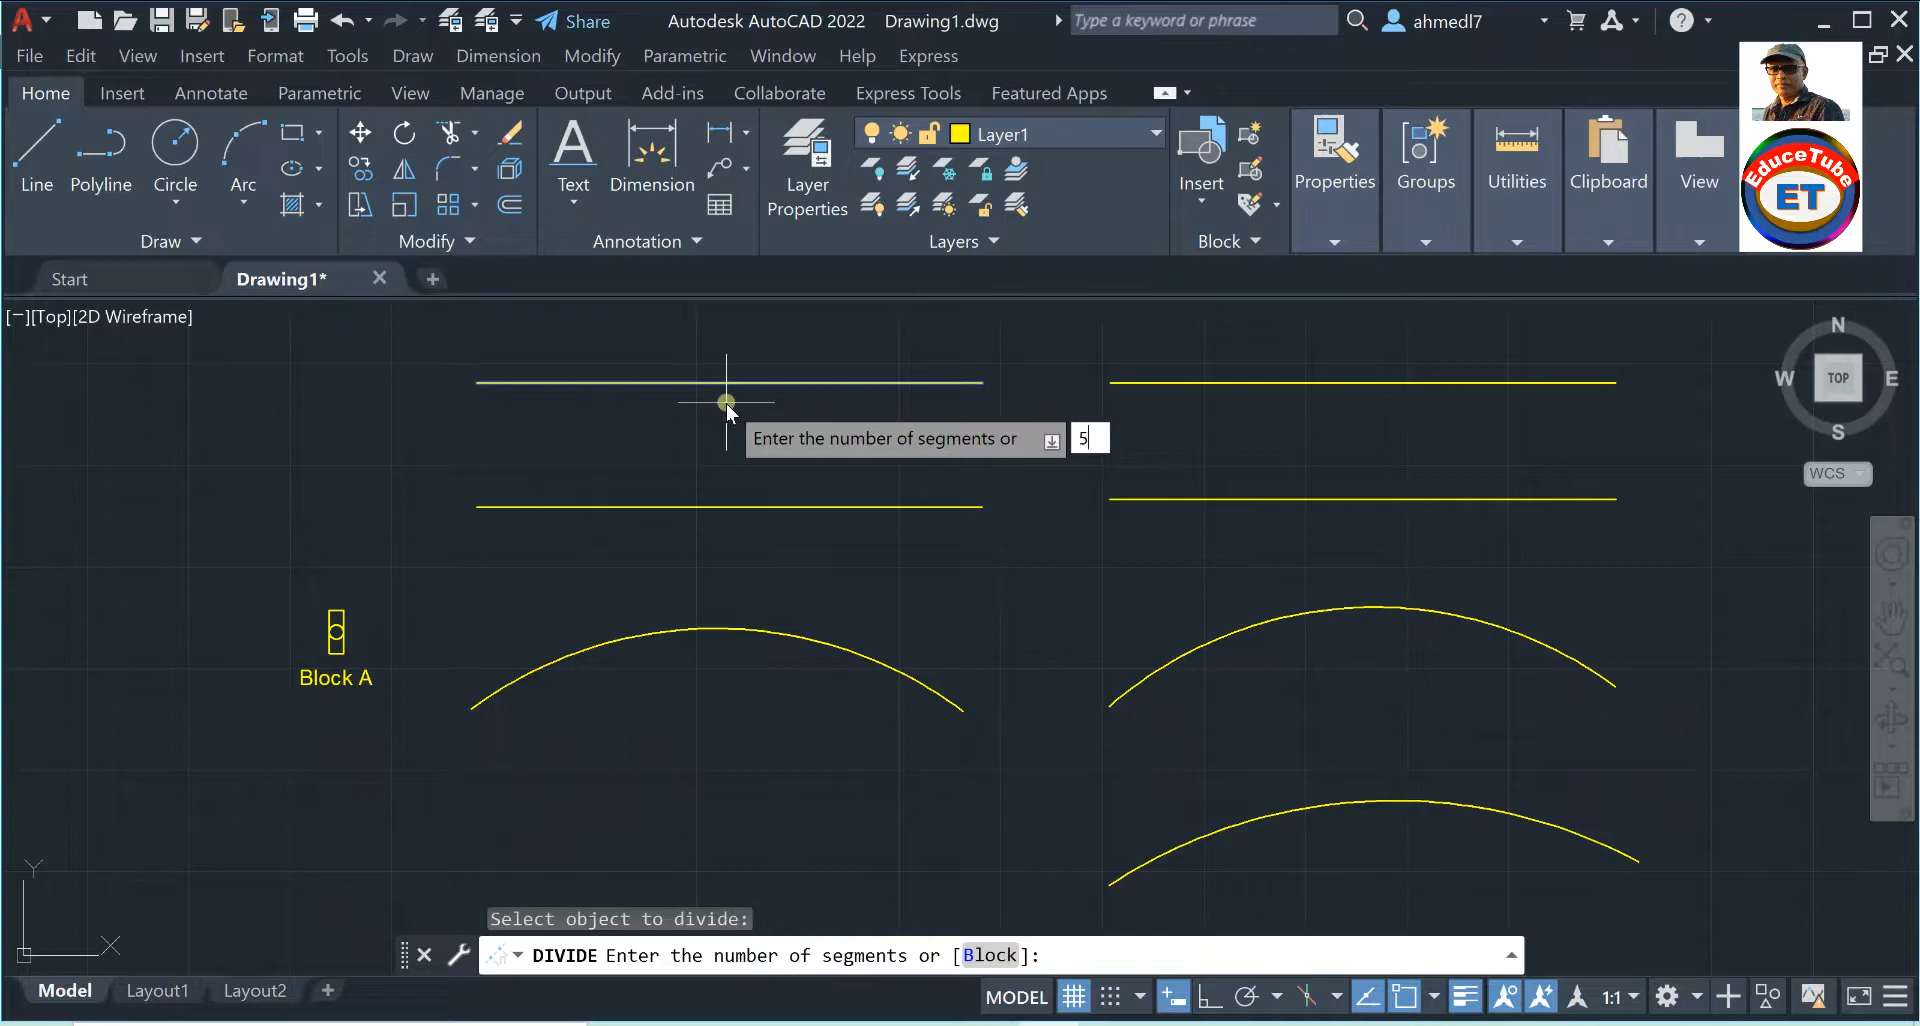 Share
Autodesk AutoCAD 2022 Drawing1.dwg
Type a keyword or phrase
ahmedl7
File Edit View Insert Format Tools Draw Dimension Modify Parametric Window Help Express
Home Insert Annotate Parametric View Manage Output Add-ins Collaborate Express Tools Featured Apps
Line Polyline Circle Arc
Draw
Modify
Text Dimension
Annotation
Layer
Properties
Layer1
Layers
Insert
Block
Properties
Groups
Utilities
Clipboard
View
EduceTube
ET
Start
Drawing1*
[−][Top][2D Wireframe]
N
W TOP E
S
WCS
Enter the number of segments or 5
Block A
Y
X
Select object to divide:
DIVIDE Enter the number of segments or [Block]:
Model Layout1 Layout2
MODEL
1:1